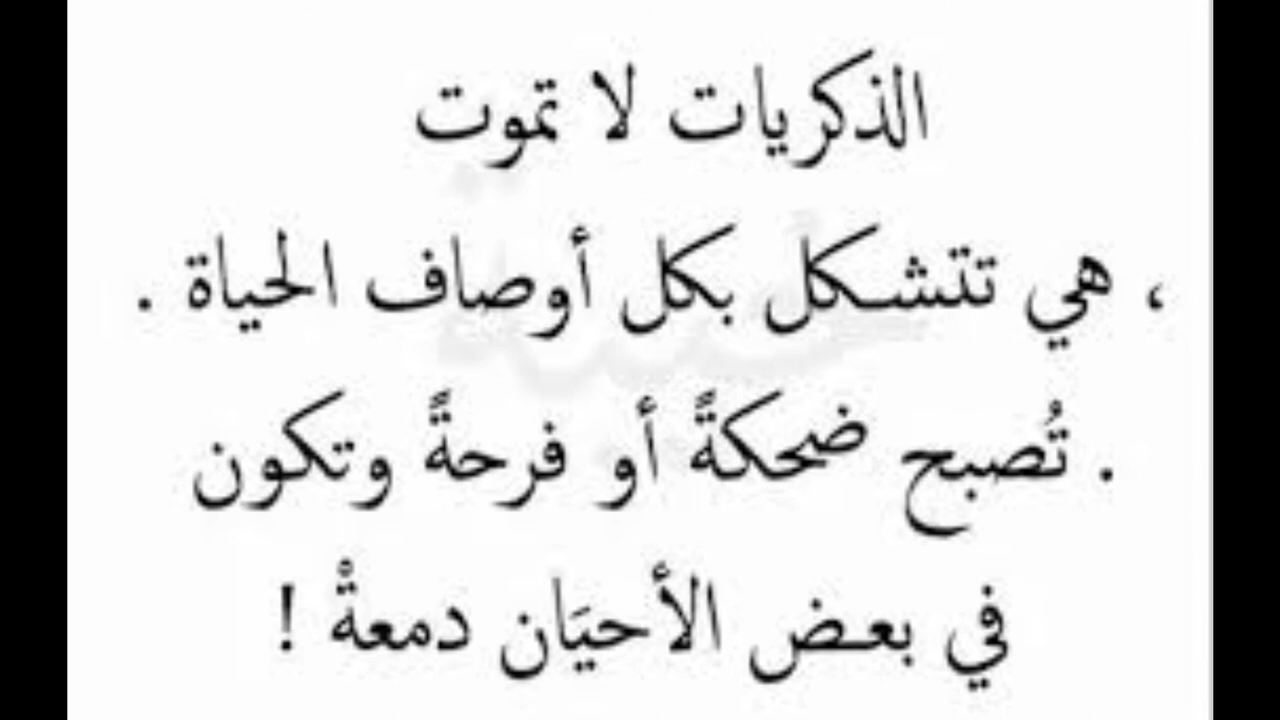 الذكريات لا تموت
، هي تتشكل بكل أوصاف الحياة .
. تُصبح ضحكةً أو فرحةً وتكون
في بعض الأحيَان دمعةْ !